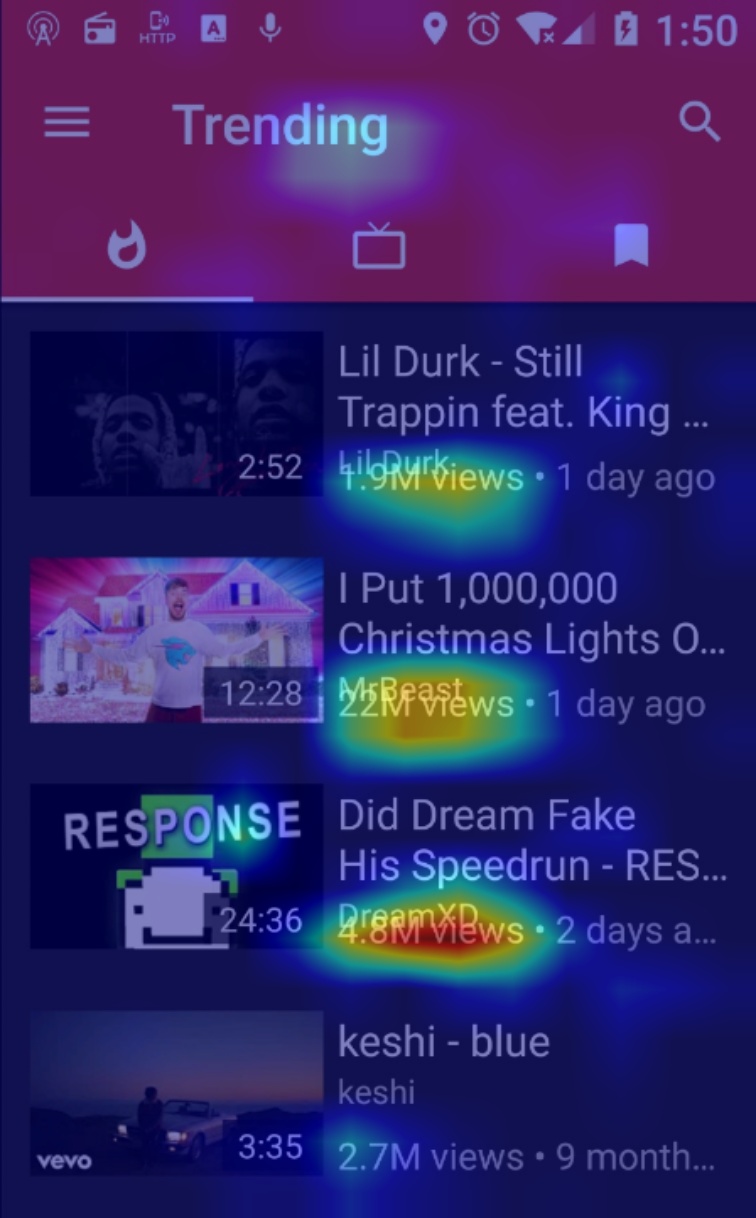 HTTP
A
1:50
Trending
2:52
Lil Durk - Still
Trappin feat. King ...
Lil Durk
1.9M views • 1 day ago
12:28
I Put 1,000,000
Christmas Lights O...
MrBeast
22M views • 1 day ago
RESPONSE
24:36
Did Dream Fake
His Speedrun - RES...
DreamXD
4.8M views • 2 days a...
vevo
3:35
keshi - blue
keshi
2.7M views • 9 month...